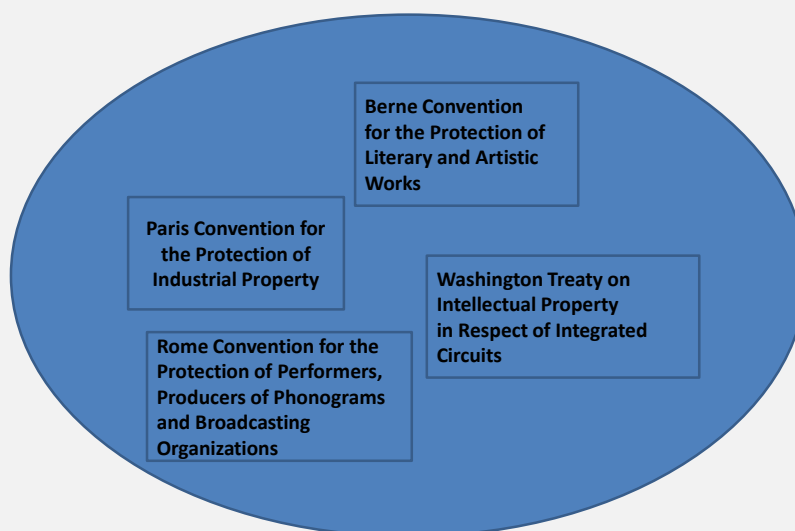 Berne Convention
for the Protection of
Literary and Artistic
Works
Paris Convention for
the Protection of
Industrial Property
Washington Treaty on
Intellectual Property
in Respect of Integrated
Circuits
Rome Convention for the
Protection of Performers,
Producers of Phonograms
and Broadcasting
Organizations